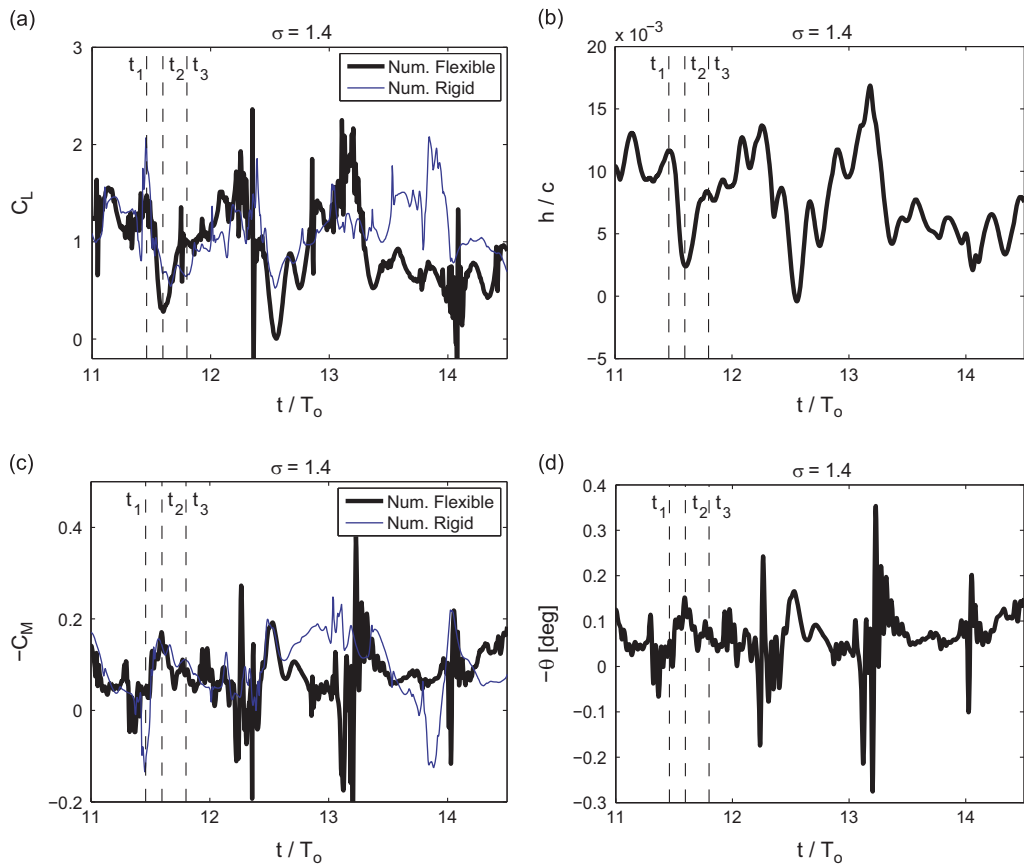 (a)
σ = 1.4
t1 t2 t3
Num. Flexible
Num. Rigid
3
2
1
0
CL
11 12 13 14
t / To
(b)
x 10−3
σ = 1.4
t1 t2 t3
20
15
10
5
0
−5
h / c
11 12 13 14
t / To
(c)
σ = 1.4
t1 t2 t3
Num. Flexible
Num. Rigid
0.4
0.2
0
−0.2
−CM
11 12 13 14
t / To
(d)
σ = 1.4
t1 t2 t3
0.4
0.3
0.2
0.1
0
−0.1
−0.2
−0.3
−θ [deg]
11 12 13 14
t / To